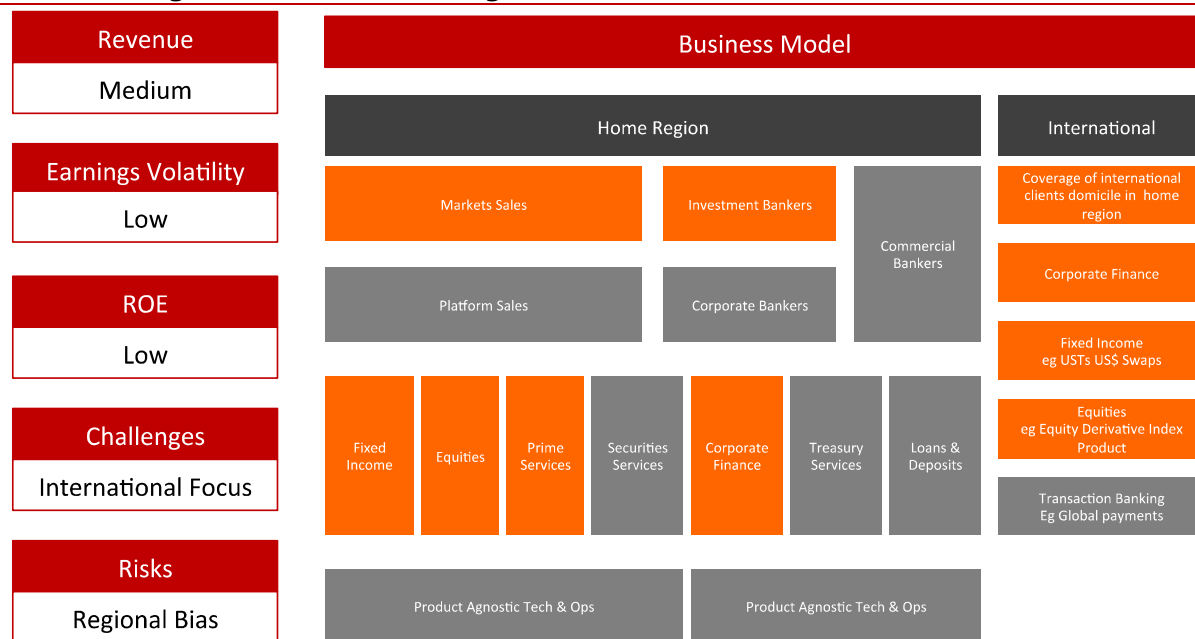 Revenue
Medium
Earnings Volatility
Low
ROE
Low
Challenges
International Focus
Risks
Regional Bias
Business Model
Home Region
International
Markets Sales
Investment Bankers
Commercial
Bankers
Platform Sales
Corporate Bankers
Fixed
Income
Equities
Prime
Services
Securities
Services
Corporate
Finance
Treasury
Services
Loans &
Deposits
Product Agnostic Tech & Ops
Product Agnostic Tech & Ops
Coverage of international
clients domicile in home
region
Corporate Finance
Fixed Income
eg USTs US$ Swaps
Equities
eg Equity Derivative Index
Product
Transaction Banking
Eg Global payments